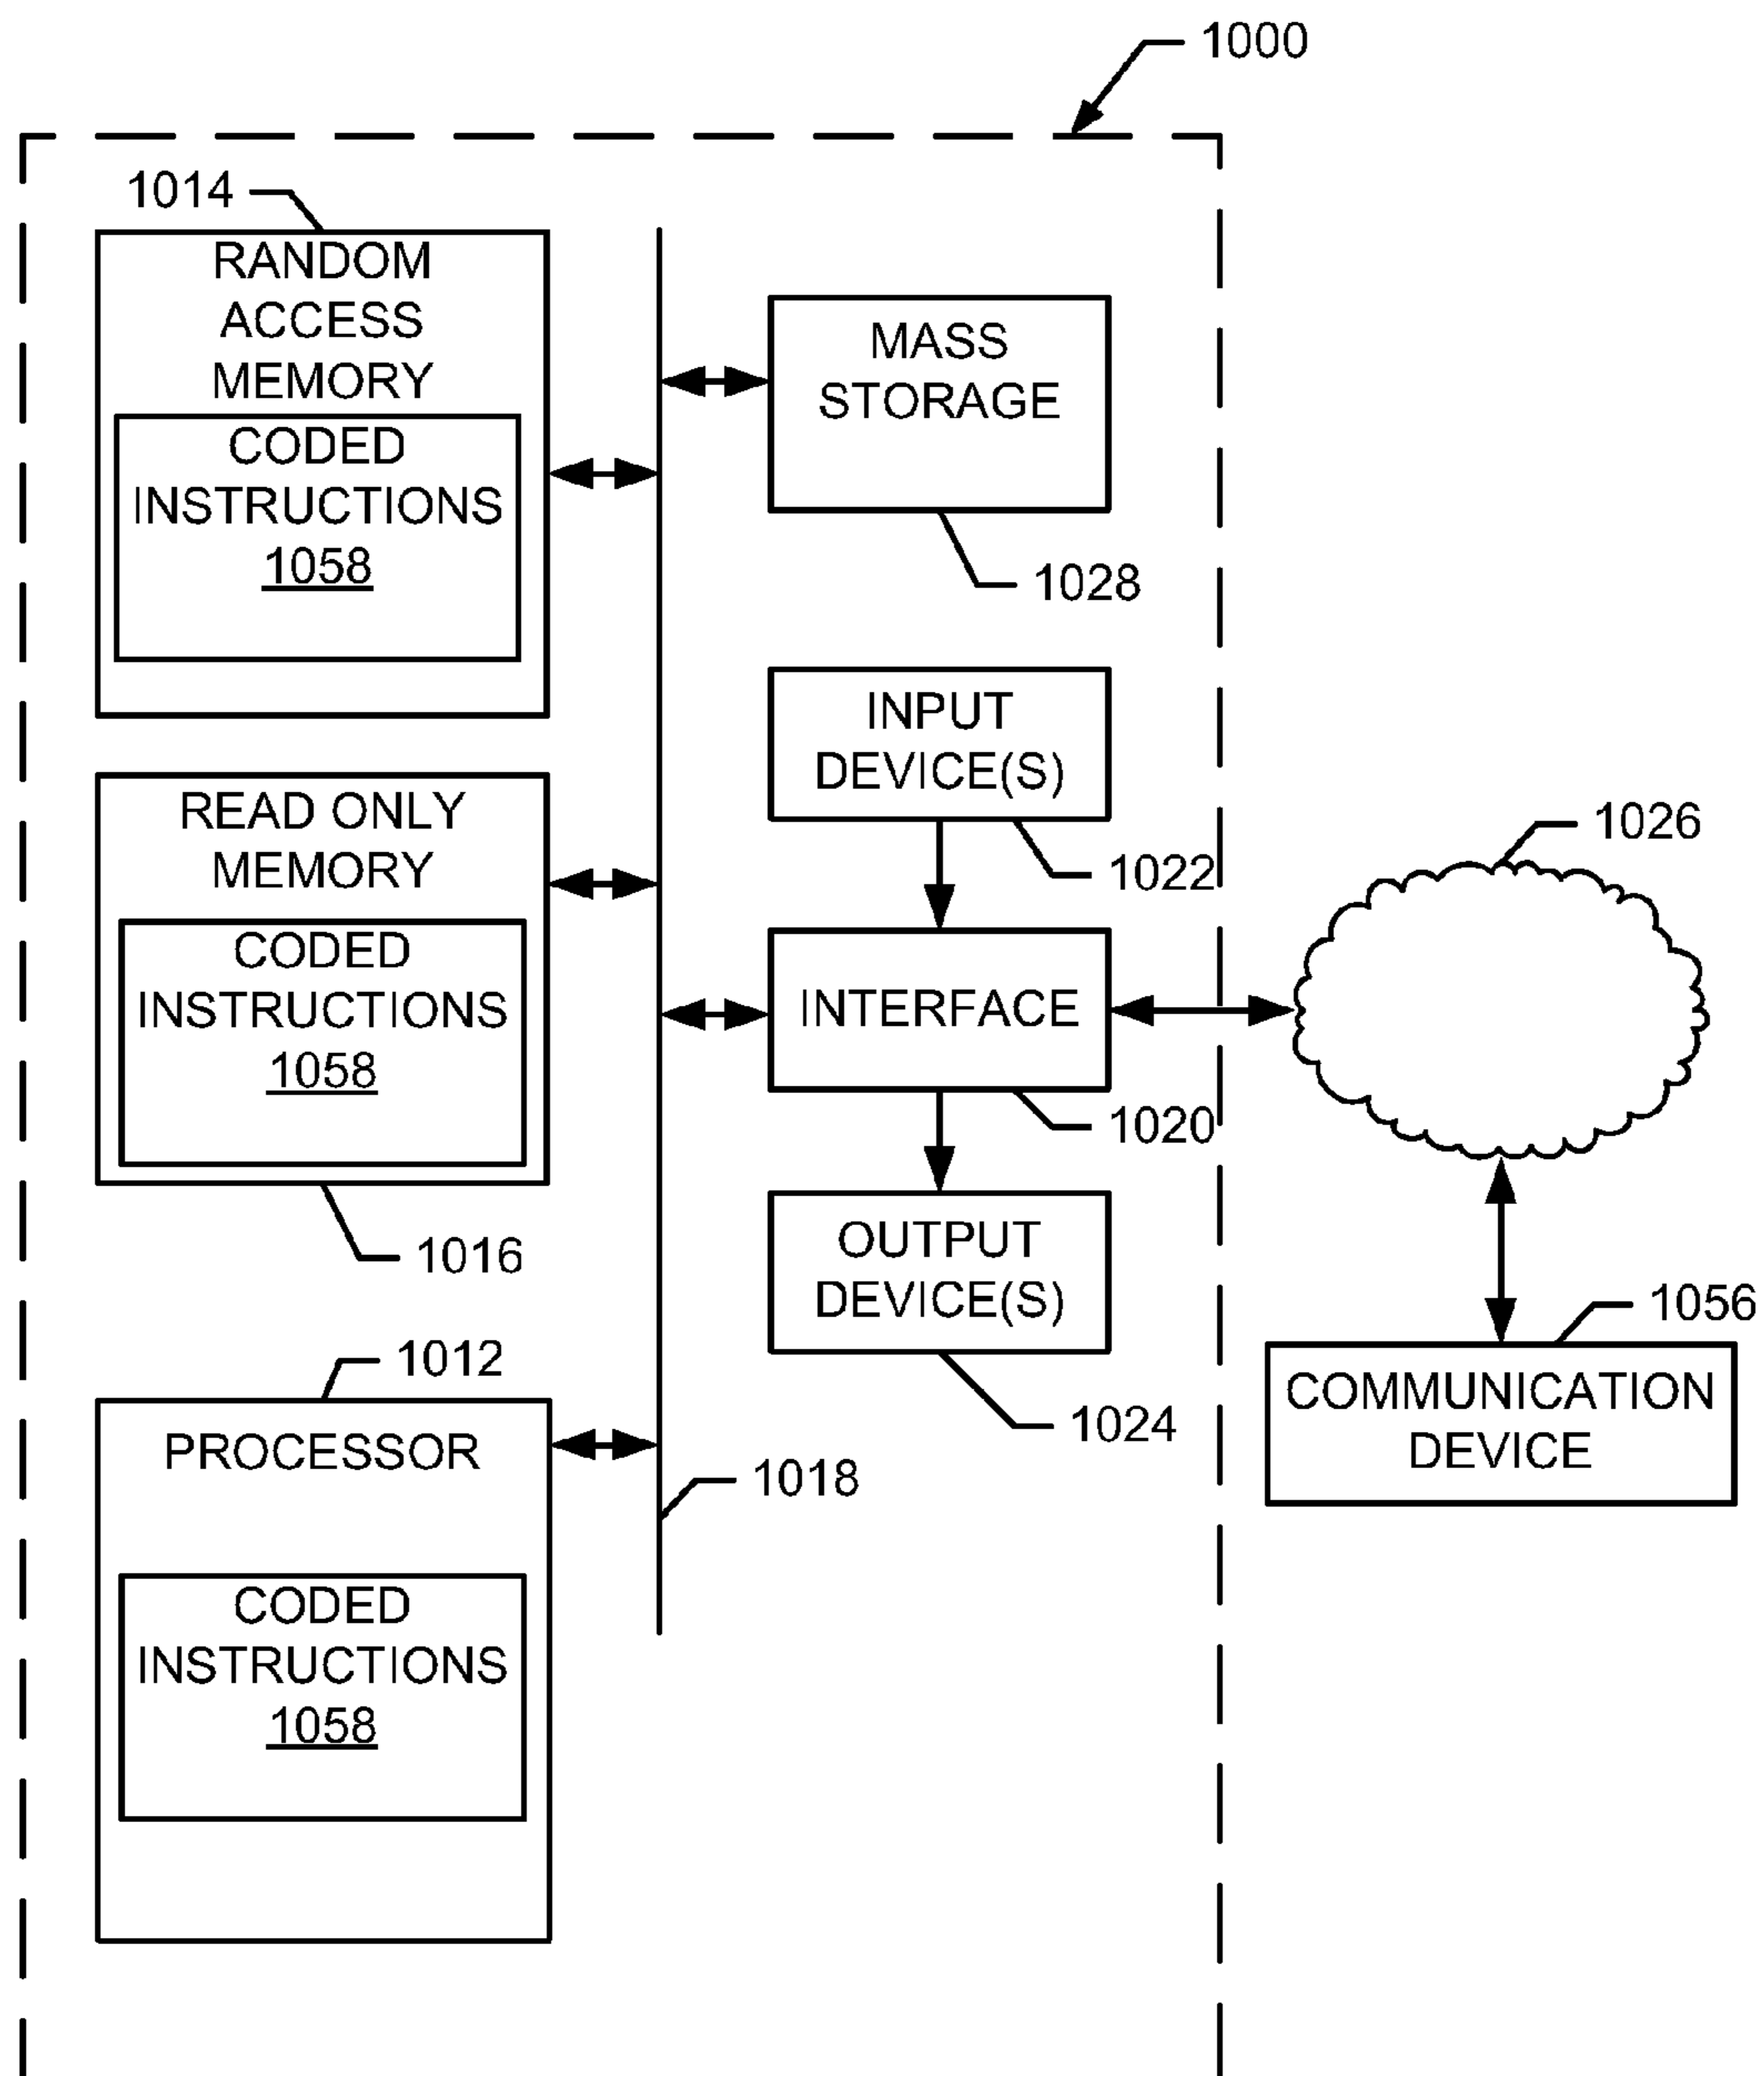 1000
1014
RANDOM
ACCESS
MEMORY
CODED
INSTRUCTIONS
1058
MASS
STORAGE
1028
INPUT
DEVICE(S)
1022
READ ONLY
MEMORY
CODED
INSTRUCTIONS
1058
1016
INTERFACE
1020
1026
OUTPUT
DEVICE(S)
1024
1056
COMMUNICATION
DEVICE
1012
PROCESSOR
CODED
INSTRUCTIONS
1058
1018